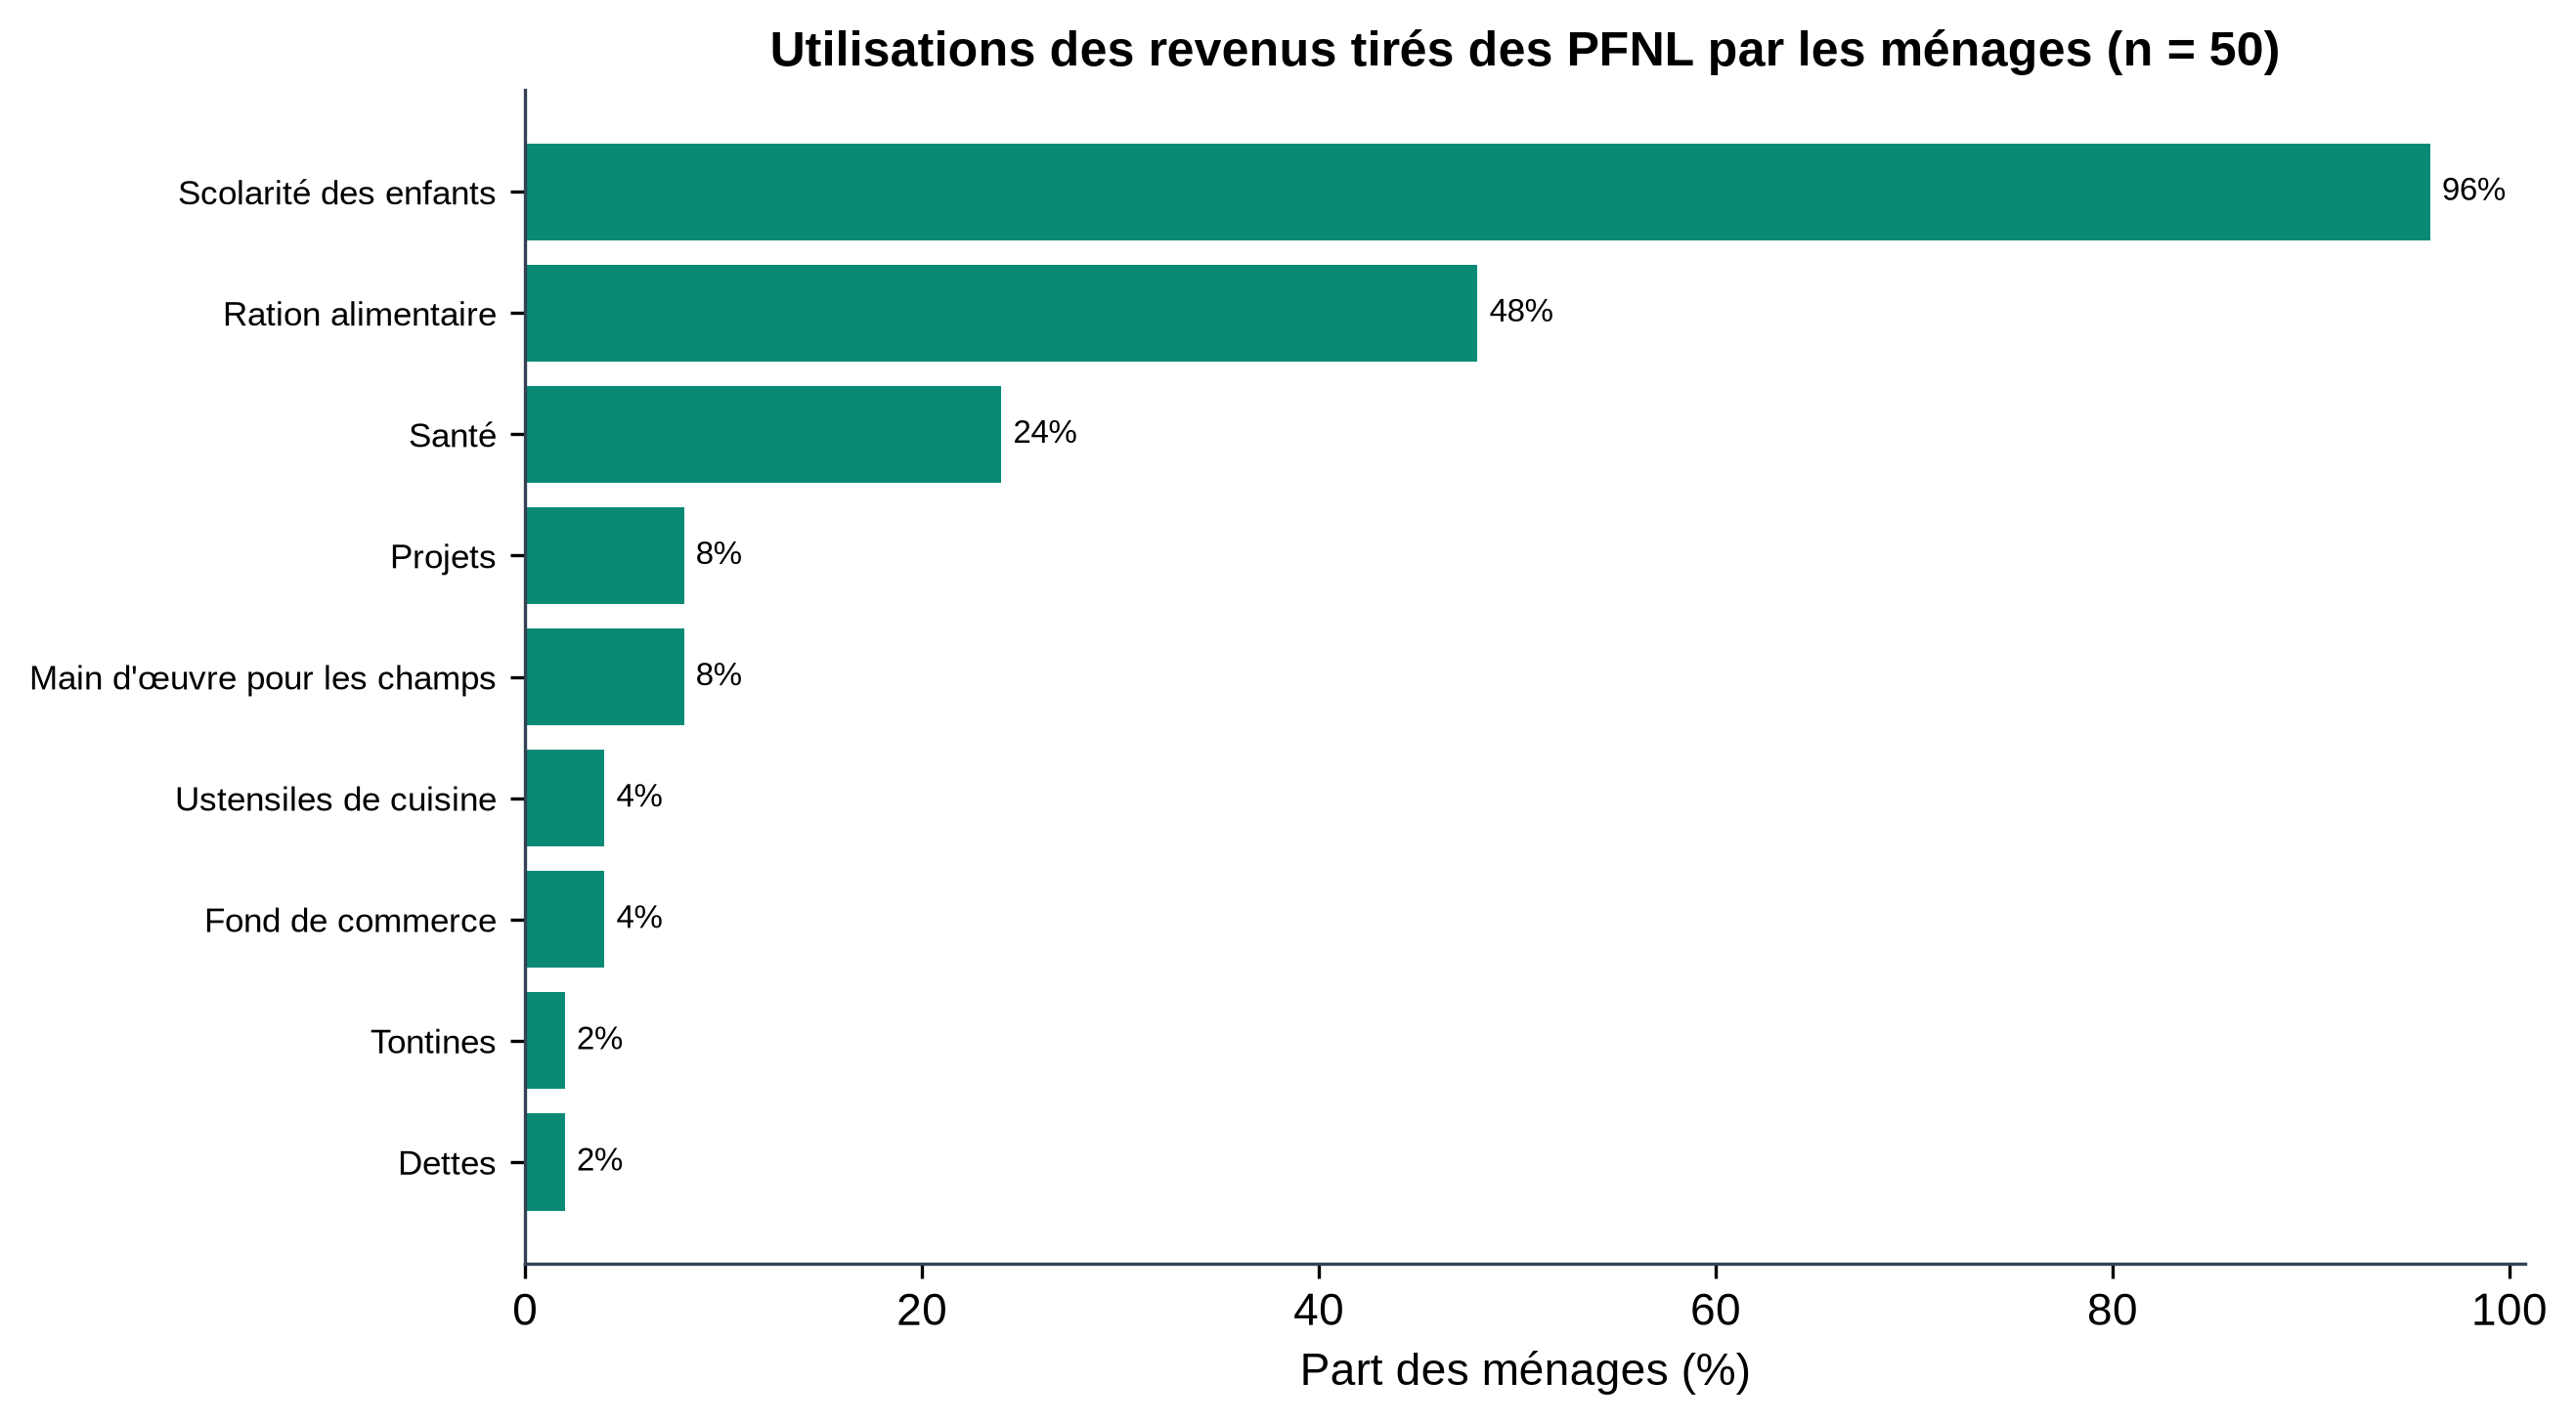 Utilisations des revenus tirés des PFNL par les ménages (n = 50)
Scolarité des enfants 96%
Ration alimentaire 48%
Santé 24%
Projets 8%
Main d'œuvre pour les champs 8%
Ustensiles de cuisine 4%
Fond de commerce 4%
Tontines 2%
Dettes 2%
0 20 40 60 80 100
Part des ménages (%)